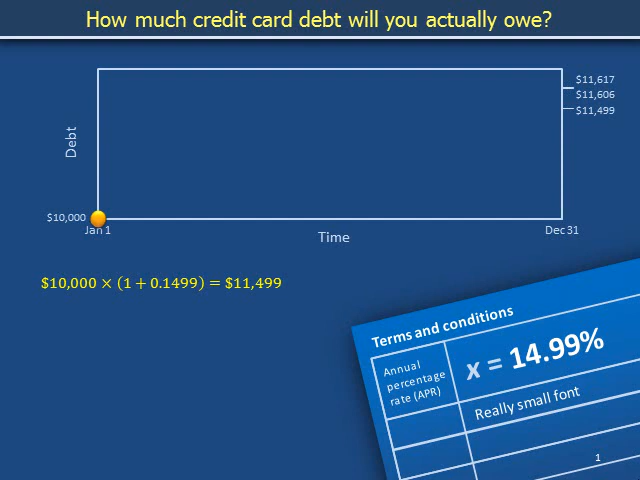 How much credit card debt will you actually owe?
$11,617
$11,606
$11,499
Debt
$10,000
Jan 1
Dec 31
Time
$10,000 × (1 + 0.1499) = $11,499
Terms and conditions
Annual
percentage
rate (APR)
x = 14.99%
Really small font
1